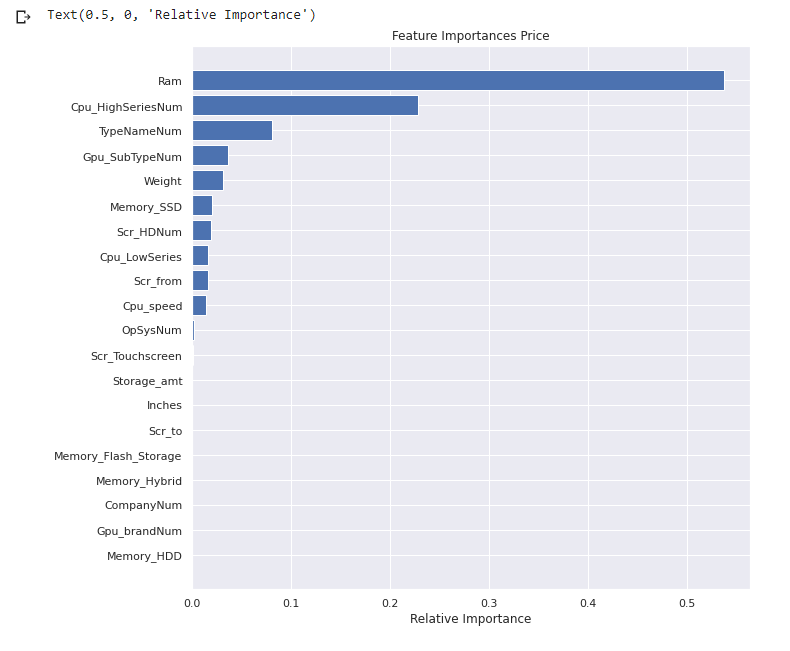 Text(0.5, 0, 'Relative Importance')
Feature Importances Price
Ram
Cpu_HighSeriesNum
TypeNameNum
Gpu_SubTypeNum
Weight
Memory_SSD
Scr_HDNum
Cpu_LowSeries
Scr_from
Cpu_speed
OpSysNum
Scr_Touchscreen
Storage_amt
Inches
Scr_to
Memory_Flash_Storage
Memory_Hybrid
CompanyNum
Gpu_brandNum
Memory_HDD
0.0 0.1 0.2 0.3 0.4 0.5
Relative Importance